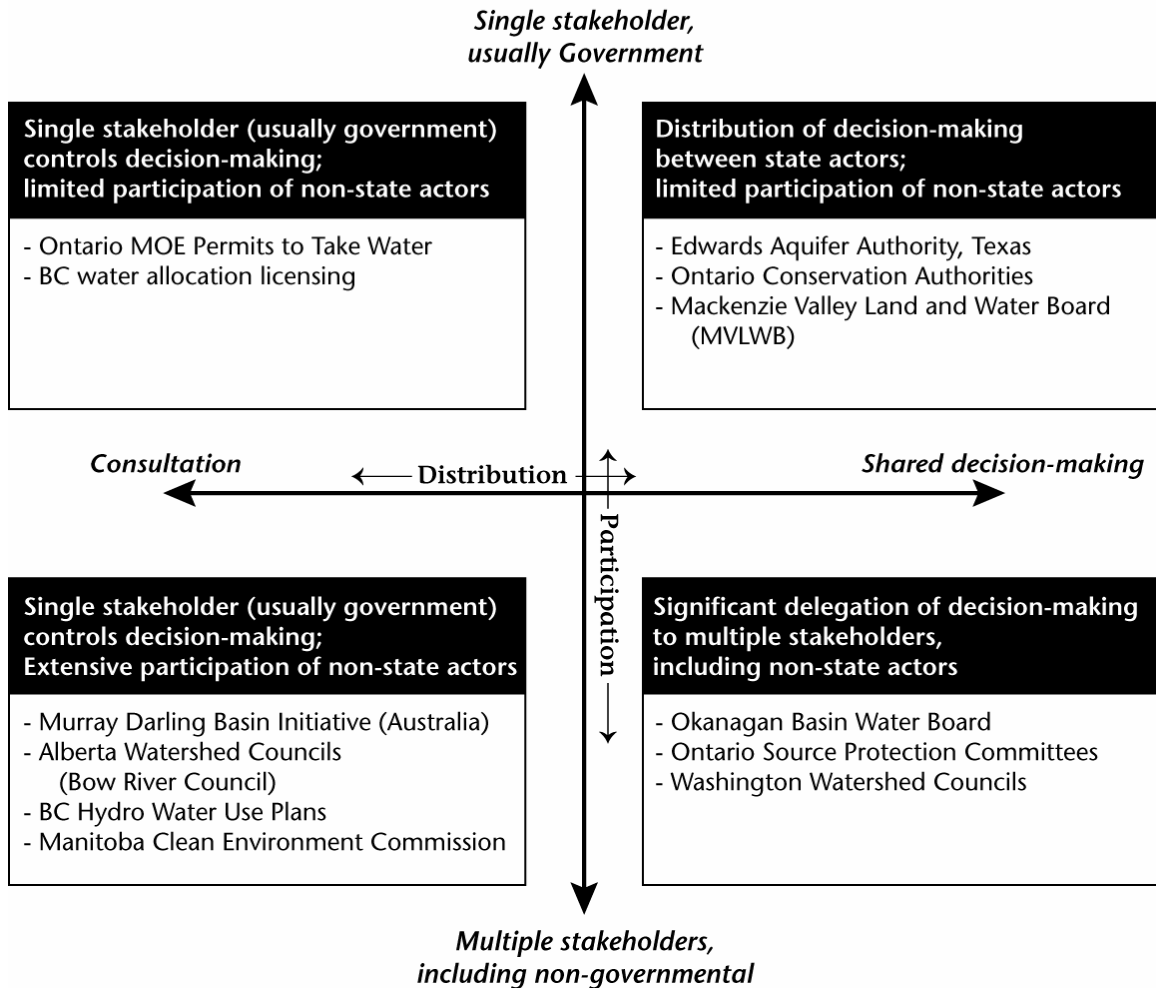 Single stakeholder,
usually Government
Single stakeholder (usually government)
controls decision-making;
limited participation of non-state actors
- Ontario MOE Permits to Take Water
- BC water allocation licensing
Distribution of decision-making
between state actors;
limited participation of non-state actors
- Edwards Aquifer Authority, Texas
- Ontario Conservation Authorities
- Mackenzie Valley Land and Water Board
(MVLWB)
Consultation
Distribution
Shared decision-making
Participation
Single stakeholder (usually government)
controls decision-making;
Extensive participation of non-state actors
- Murray Darling Basin Initiative (Australia)
- Alberta Watershed Councils
(Bow River Council)
- BC Hydro Water Use Plans
- Manitoba Clean Environment Commission
Significant delegation of decision-making
to multiple stakeholders,
including non-state actors
- Okanagan Basin Water Board
- Ontario Source Protection Committees
- Washington Watershed Councils
Multiple stakeholders,
including non-governmental